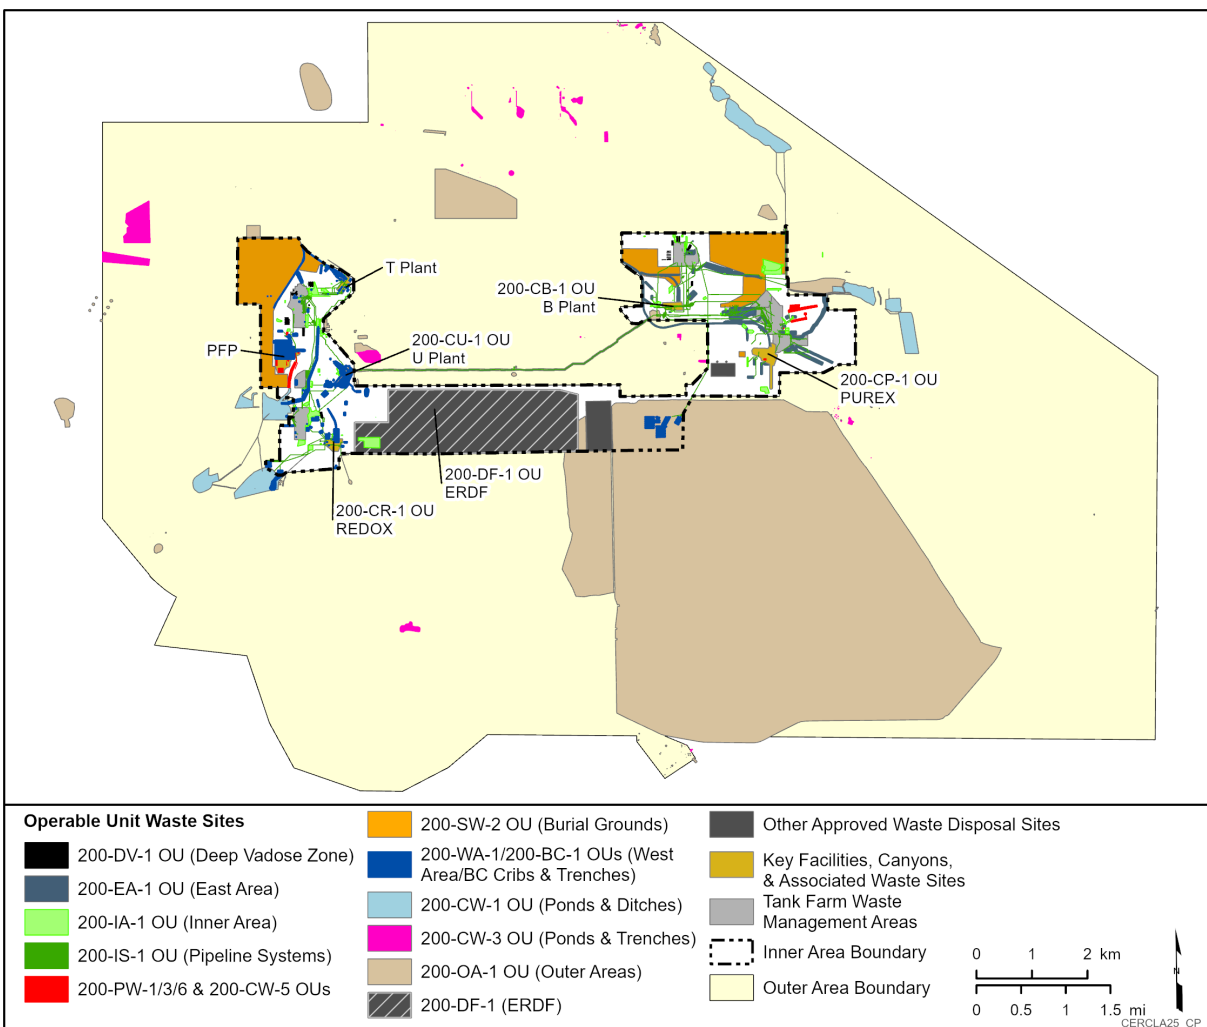 T Plant
200-CB-1 OU
B Plant
200-CU-1 OU
U Plant
PFP
200-CP-1 OU
PUREX
200-DF-1 OU
ERDF
200-CR-1 OU
REDOX
Operable Unit Waste Sites
200-DV-1 OU (Deep Vadose Zone)
200-EA-1 OU (East Area)
200-IA-1 OU (Inner Area)
200-IS-1 OU (Pipeline Systems)
200-PW-1/3/6 & 200-CW-5 OUs
200-SW-2 OU (Burial Grounds)
200-WA-1/200-BC-1 OUs (West
Area/BC Cribs & Trenches)
200-CW-1 OU (Ponds & Ditches)
200-CW-3 OU (Ponds & Trenches)
200-OA-1 OU (Outer Areas)
200-DF-1 (ERDF)
Other Approved Waste Disposal Sites
Key Facilities, Canyons,
& Associated Waste Sites
Tank Farm Waste
Management Areas
Inner Area Boundary
Outer Area Boundary
0 1 2 km
0 0.5 1 1.5 mi
N
CERCLA25_CP